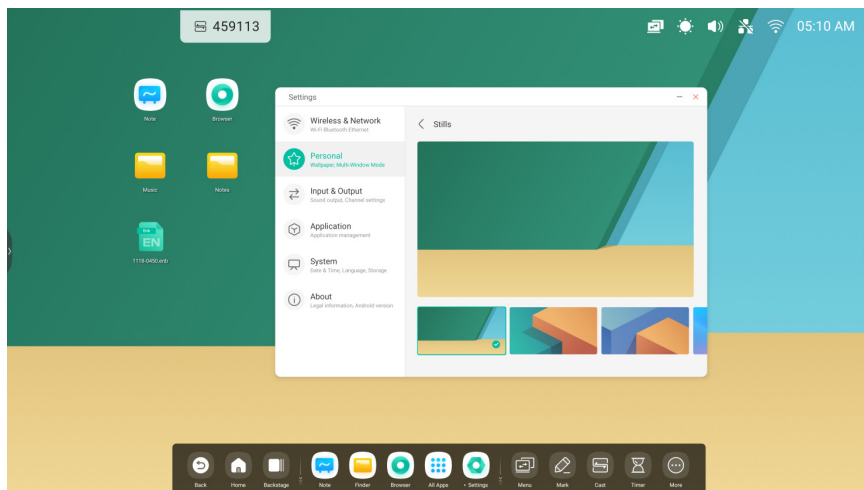 459113
05:10 AM
Note
Browser
Music
Notes
EN
1118-0450.enb
Settings
Wireless & Network
Wi-Fi Bluetooth Ethernet
Personal
Wallpaper, Multi-Window Mode
Input & Output
Sound output, Channel settings
Application
Application management
System
Date & Time, Language, Storage
About
Legal information, Android version
Stills
Back
Home
Backstage
Note
Finder
Browser
All Apps
• Settings
Menu
Mark
Cast
Timer
More